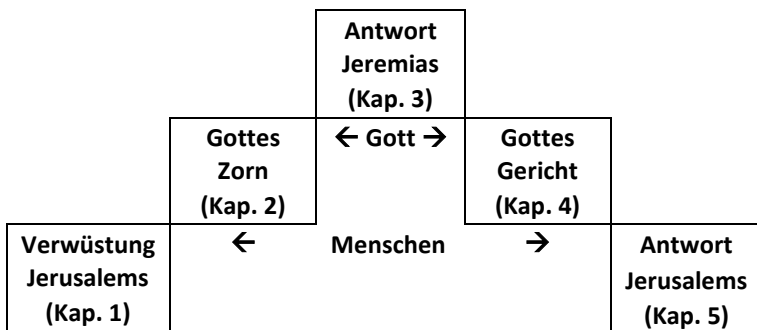 Antwort
Jeremias
(Kap. 3)
Gottes
Zorn
(Kap. 2)
← Gott →
Gottes
Gericht
(Kap. 4)
Verwüstung
Jerusalems
(Kap. 1)
← Menschen →
Antwort
Jerusalems
(Kap. 5)